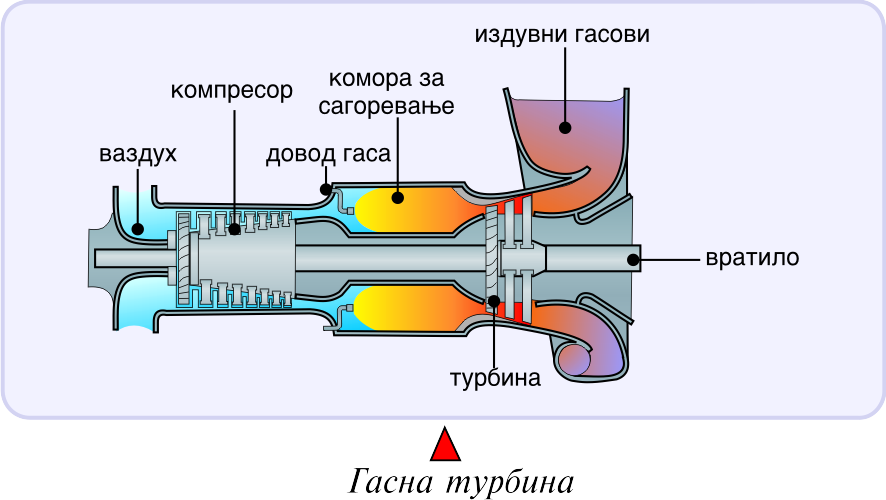 издувни гасови
комора за
сагоревање
компресор
ваздух
довод гаса
вратило
турбина
Гасна турбина